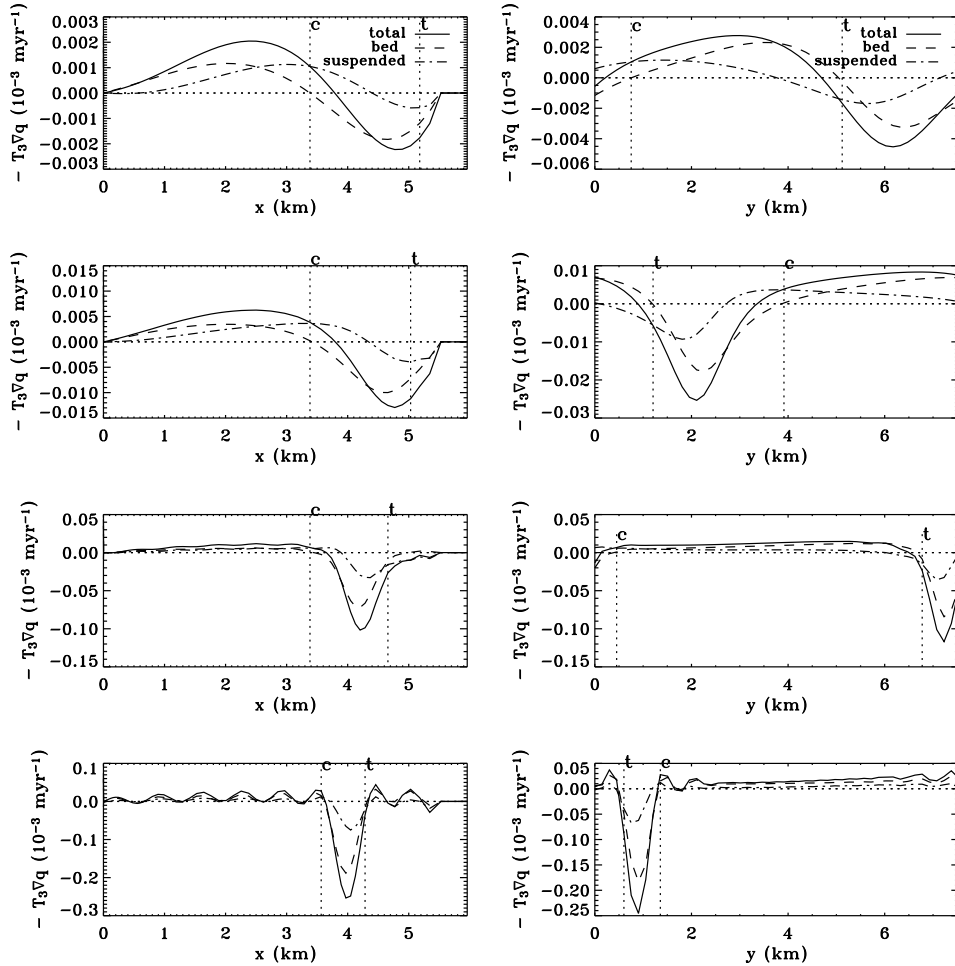 c t
0.003
total
0.002
bed
0.001
suspended
0.000
−0.001
−0.002
−0.003
− T3∇q (10−3 myr−1)
0 1 2 3 4 5
x (km)
c t
0.004
total
0.002
bed
suspended
0.000
−0.002
−0.004
−0.006
− T3∇q (10−3 myr−1)
0 2 4 6
y (km)
c t
0.015
0.010
0.005
0.000
−0.005
−0.010
−0.015
− T3∇q (10−3 myr−1)
0 1 2 3 4 5
x (km)
t c
0.01
0.00
−0.01
−0.02
−0.03
− T3∇q (10−3 myr−1)
0 2 4 6
y (km)
c t
0.05
0.00
−0.05
−0.10
−0.15
− T3∇q (10−3 myr−1)
0 1 2 3 4 5
x (km)
c t
0.05
0.00
−0.05
−0.10
−0.15
− T3∇q (10−3 myr−1)
0 2 4 6
y (km)
c t
0.1
0.0
−0.1
−0.2
−0.3
− T3∇q (10−3 myr−1)
0 1 2 3 4 5
x (km)
t c
0.05
0.00
−0.05
−0.10
−0.15
−0.20
−0.25
− T3∇q (10−3 myr−1)
0 2 4 6
y (km)